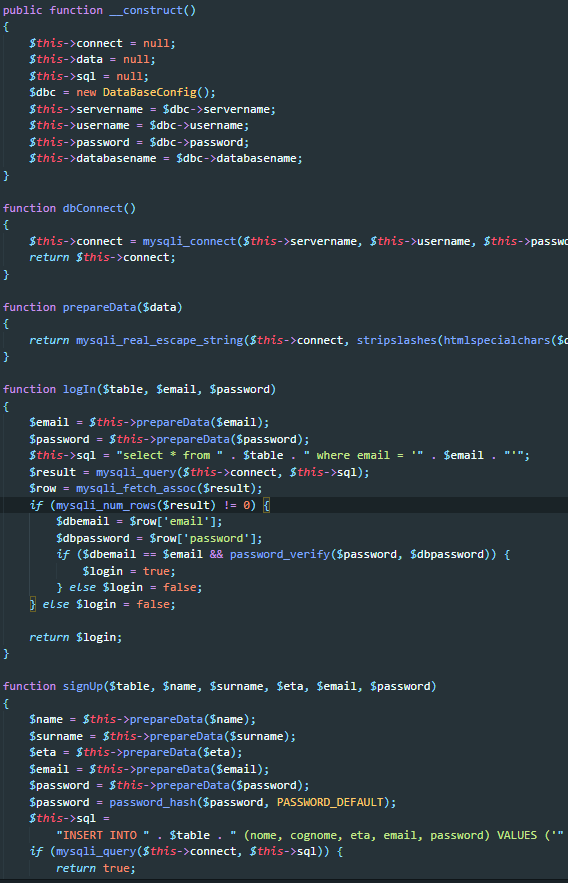 public function __construct()
{
    $this->connect = null;
    $this->data = null;
    $this->sql = null;
    $dbc = new DataBaseConfig();
    $this->servername = $dbc->servername;
    $this->username = $dbc->username;
    $this->password = $dbc->password;
    $this->databasename = $dbc->databasename;
}
function dbConnect()
{
    $this->connect = mysqli_connect($this->servername, $this->username, $this->passwo
    return $this->connect;
}
function prepareData($data)
{
    return mysqli_real_escape_string($this->connect, stripslashes(htmlspecialchars($d
}
function logIn($table, $email, $password)
{
    $email = $this->prepareData($email);
    $password = $this->prepareData($password);
    $this->sql = "select * from " . $table . " where email = '" . $email . "'";
    $result = mysqli_query($this->connect, $this->sql);
    $row = mysqli_fetch_assoc($result);
    if (mysqli_num_rows($result) != 0) {
        $dbemail = $row['email'];
        $dbpassword = $row['password'];
        if ($dbemail == $email && password_verify($password, $dbpassword)) {
            $login = true;
        } else $login = false;
    } else $login = false;
    return $login;
}
function signUp($table, $name, $surname, $eta, $email, $password)
{
    $name = $this->prepareData($name);
    $surname = $this->prepareData($surname);
    $eta = $this->prepareData($eta);
    $email = $this->prepareData($email);
    $password = $this->prepareData($password);
    $password = password_hash($password, PASSWORD_DEFAULT);
    $this->sql =
        "INSERT INTO " . $table . " (nome, cognome, eta, email, password) VALUES ('"
    if (mysqli_query($this->connect, $this->sql)) {
        return true;